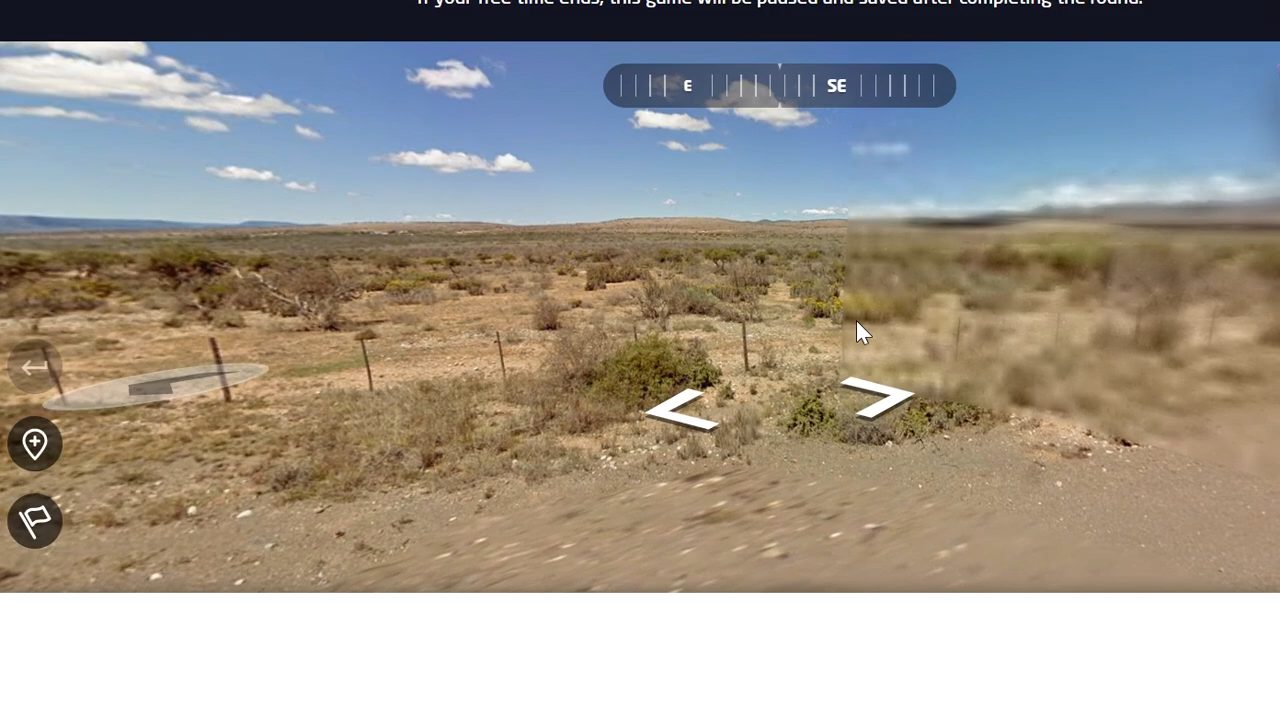 If your free time ends, this game will be paused and saved after completing the round.
E
SE